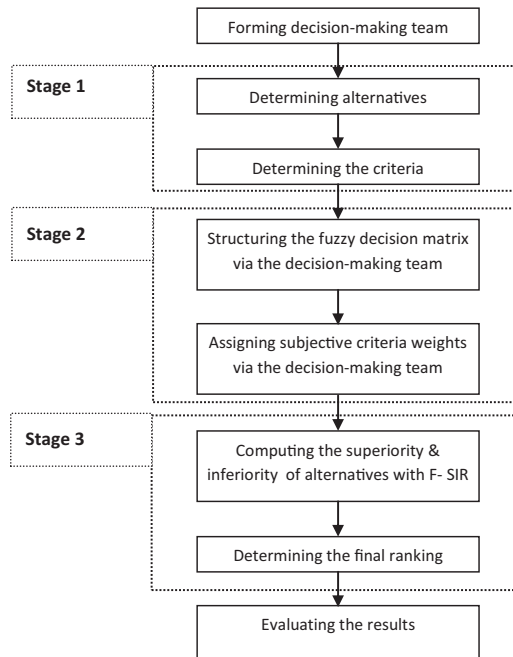 Forming decision-making team
Stage 1
Determining alternatives
Determining the criteria
Stage 2
Structuring the fuzzy decision matrix
via the decision-making team
Assigning subjective criteria weights
via the decision-making team
Stage 3
Computing the superiority &
inferiority of alternatives with F- SIR
Determining the final ranking
Evaluating the results